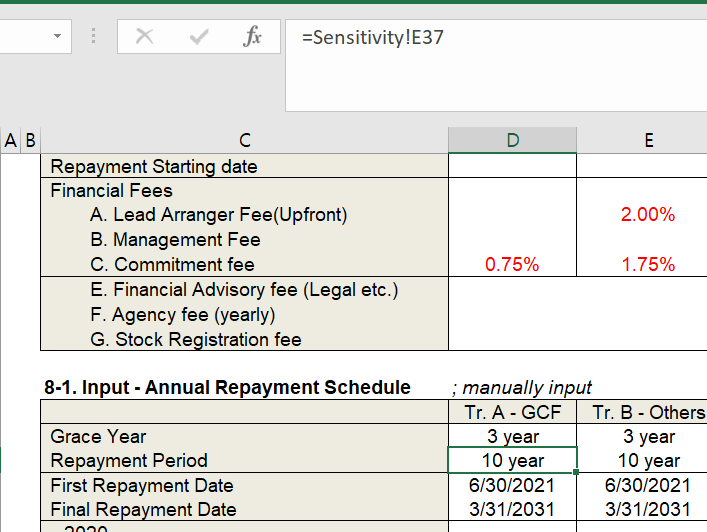 fx =Sensitivity!E37
A B C D E
Repayment Starting date
Financial Fees
A. Lead Arranger Fee(Upfront) 2.00%
B. Management Fee
C. Commitment fee 0.75% 1.75%
E. Financial Advisory fee (Legal etc.)
F. Agency fee (yearly)
G. Stock Registration fee
8-1. Input - Annual Repayment Schedule ; manually input
Tr. A - GCF Tr. B - Others
Grace Year 3 year 3 year
Repayment Period 10 year 10 year
First Repayment Date 6/30/2021 6/30/2021
Final Repayment Date 3/31/2031 3/31/2031